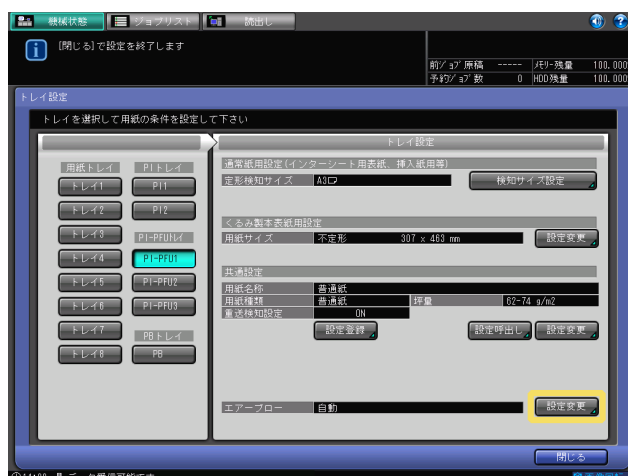 機械状態 ジョブリスト 読出し
[閉じる]で設定を終了します
前ジョブ原稿 ----- メモリー残量 100.000
予約ジョブ数 0 HDD残量 100.000
トレイ設定
トレイを選択して用紙の条件を設定して下さい
トレイ設定
用紙トレイ PIトレイ
トレイ1 PI1
トレイ2 PI2
トレイ3 PI-PFUトレイ
トレイ4 PI-PFU1
トレイ5 PI-PFU2
トレイ6 PI-PFU3
トレイ7 PBトレイ
トレイ8 PB
通常紙用設定(インターシート用表紙、挿入紙用等)
定形検知サイズ A3 検知サイズ設定
くるみ製本表紙用設定
用紙サイズ 不定形 307 x 463 mm 設定変更
共通設定
用紙名称 普通紙
用紙種類 普通紙 坪量 62-74 g/m2
重送検知設定 ON
設定登録 設定呼出し 設定変更
エアーブロー 自動 設定変更
閉じる